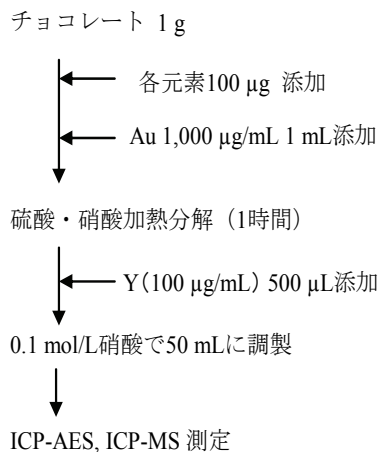 チョコレート 1 g
各元素100 µg 添加
Au 1,000 µg/mL 1 mL添加
硫酸・硝酸加熱分解（1時間）
Y（100 µg/mL） 500 µL添加
0.1 mol/L硝酸で50 mLに調製
ICP-AES, ICP-MS 測定